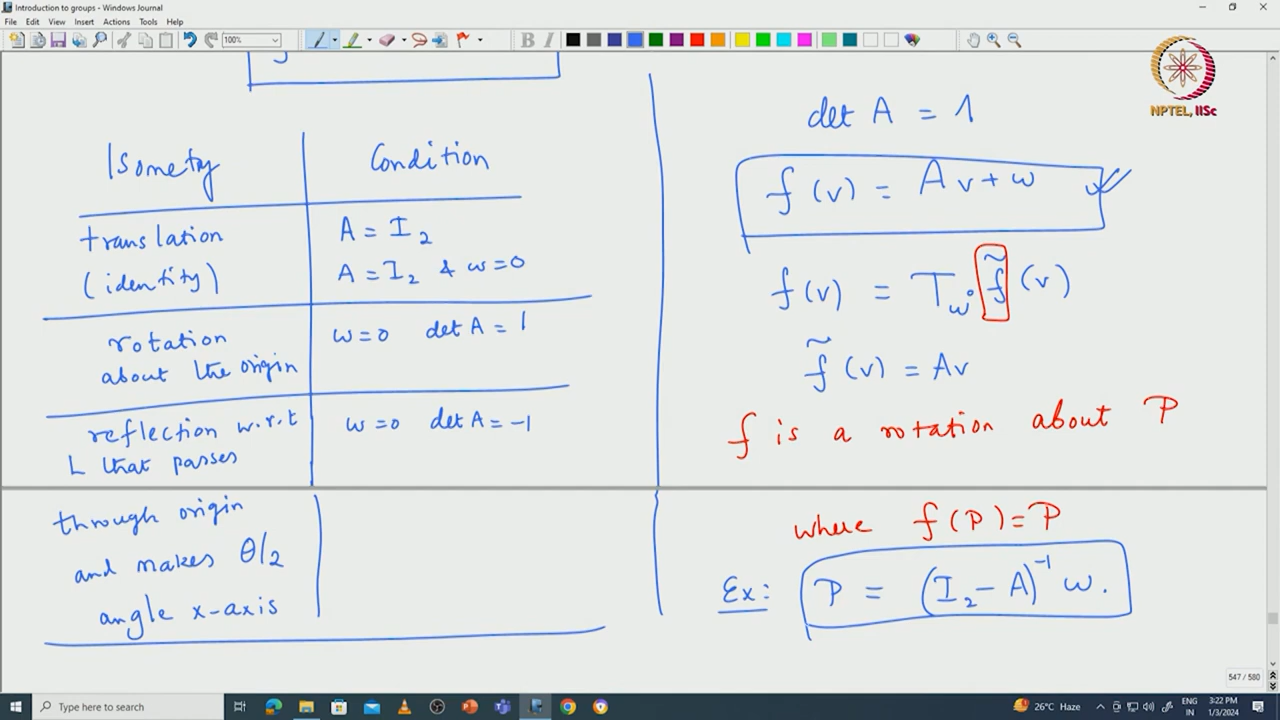 Introduction to groups - Windows Journal
File Edit View Insert Actions Tools Help
100%
B I
NPTEL, IISc
Isometry
Condition
translation
(identity)
A = I₂
A = I₂ & w=0
rotation
about the origin
w=0 det A = 1
reflection w.r.t
L that passes
w=0 det A = -1
through origin
and makes θ/2
angle x-axis
det A = 1
f (v) = Av + w
f(v) = T_w ∘ f̃ (v)
f̃ (v) = Av
f is a rotation about P
where f(P)=P
Ex: P = (I₂ - A)⁻¹ w.
547 / 580
Type here to search
26°C Haze
ENG
IN
3:22 PM
1/3/2024